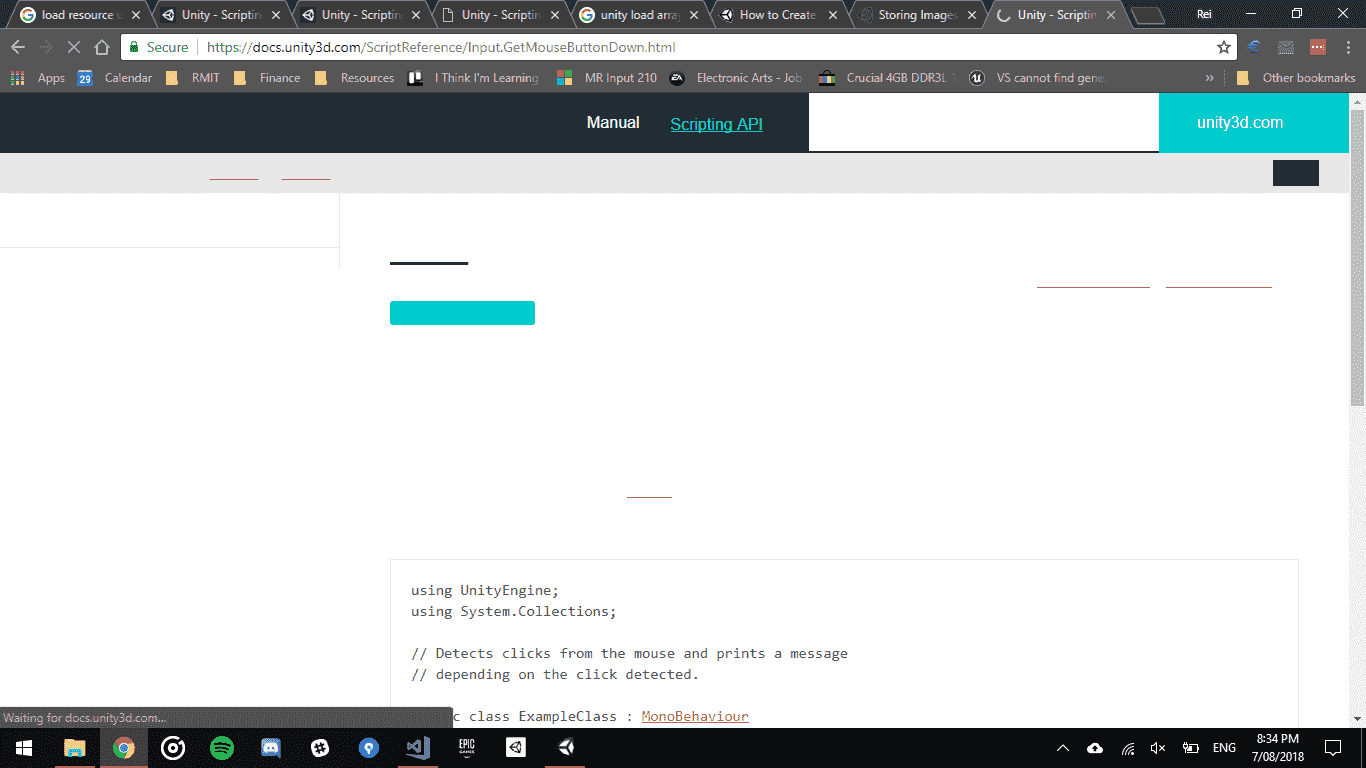 load resource u
Unity - Scriptin
Unity - Scriptin
Unity - Scriptin
unity load arra
How to Create
Storing Images
Unity - Scriptin
Rei
Secure
https://docs.unity3d.com/ScriptReference/Input.GetMouseButtonDown.html
Apps
29
Calendar
RMIT
Finance
Resources
I Think I'm Learning
MR Input 210
EA
Electronic Arts - Job
Crucial 4GB DDR3L
VS cannot find gene
»
Other bookmarks
Manual
Scripting API
unity3d.com
using UnityEngine;
using System.Collections;
// Detects clicks from the mouse and prints a message
// depending on the click detected.
c class ExampleClass : MonoBehaviour
Waiting for docs.unity3d.com...
EPIC
GAMES
ENG
8:34 PM
7/08/2018